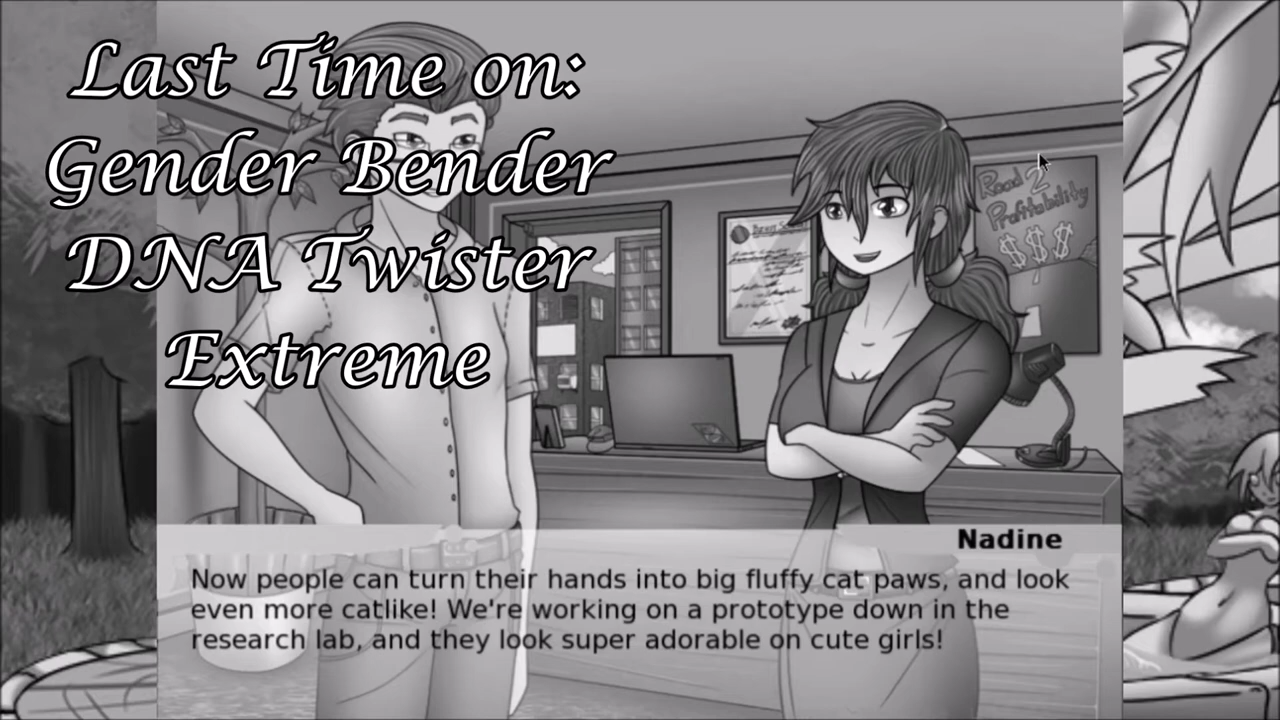 Last Time on:
Gender Bender
DNA Twister
Extreme
Road 2
Profitability
$$$
Nadine
Now people can turn their hands into big fluffy cat paws, and look
even more catlike! We're working on a prototype down in the
research lab, and they look super adorable on cute girls!